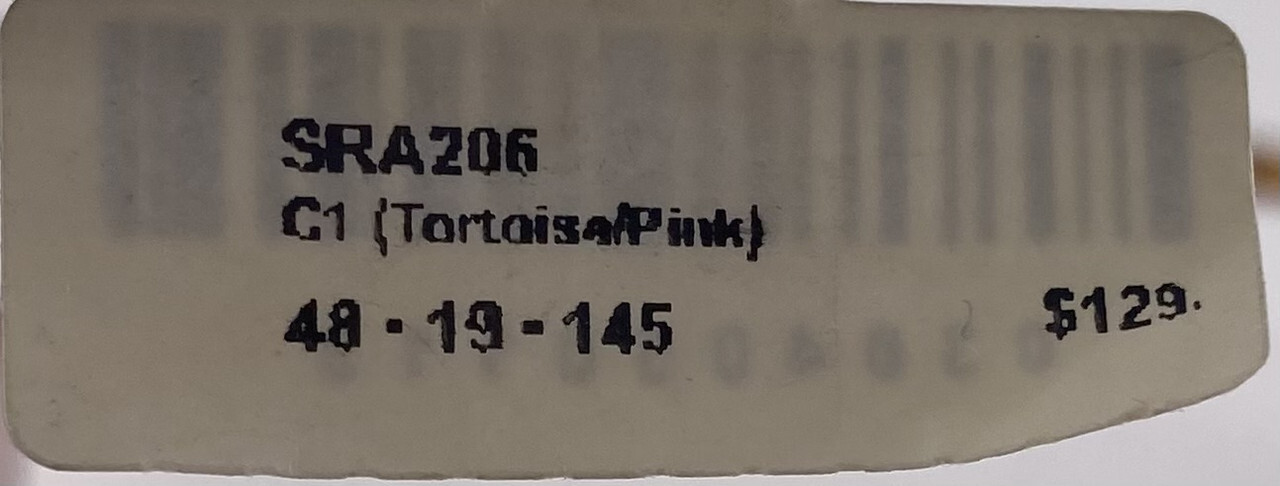 SRA206
C1 (Tortoise/Pink)
48 - 19 - 145
$129.